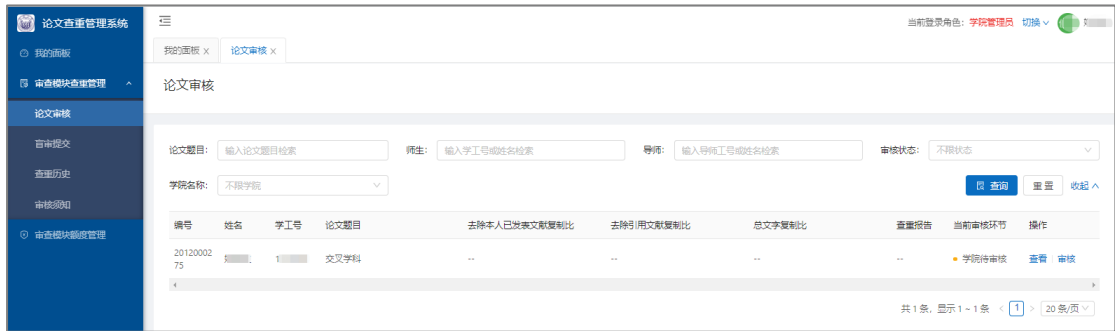 论文查重管理系统
当前登录角色：学院管理员 切换
我的面板
我的面板 x 论文审核 x
审查模块查重管理
论文审核
论文审核
盲审提交
查重历史
审核须知
审查模块额度管理
论文题目： 输入论文题目检索 师生： 输入学工号或姓名检索 导师： 输入导师工号或姓名检索 审核状态： 不限状态
学院名称： 不限学院 查询 重置 收起
编号 姓名 学工号 论文题目 去除本人已发表文献复制比 去除引用文献复制比 总文字复制比 查重报告 当前审核环节 操作
20120002
75 1 交叉学科 -- -- -- -- 学院待审核 查看 审核
共 1 条，显示 1 ~ 1 条 < 1 > 20 条/页